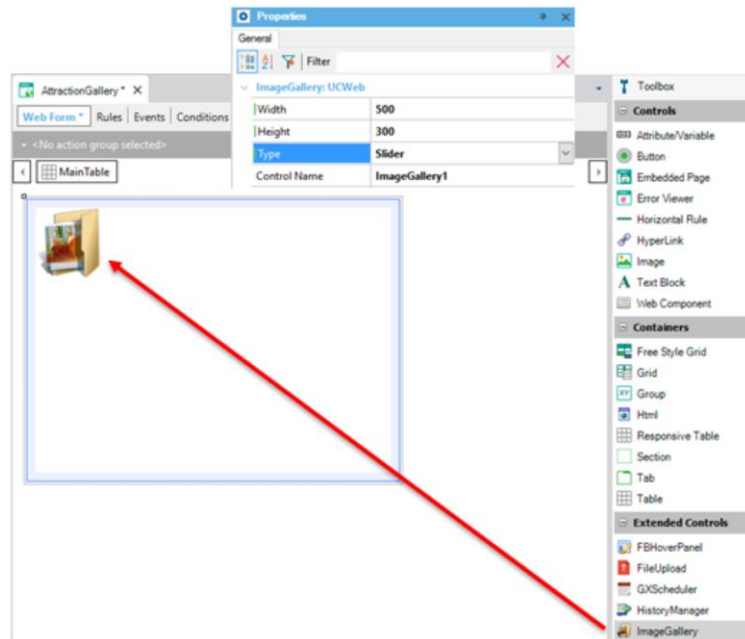 Properties
General
Filter
ImageGallery: UCWeb
Width 500
Height 300
Type Slider
Control Name ImageGallery1
AttractionGallery *
Web Form * Rules Events Conditions
<No action group selected>
MainTable
Toolbox
Controls
Attribute/Variable
Button
Embedded Page
Error Viewer
Horizontal Rule
HyperLink
Image
Text Block
Web Component
Containers
Free Style Grid
Grid
Group
Html
Responsive Table
Section
Tab
Table
Extended Controls
FBHoverPanel
FileUpload
GXScheduler
HistoryManager
ImageGallery